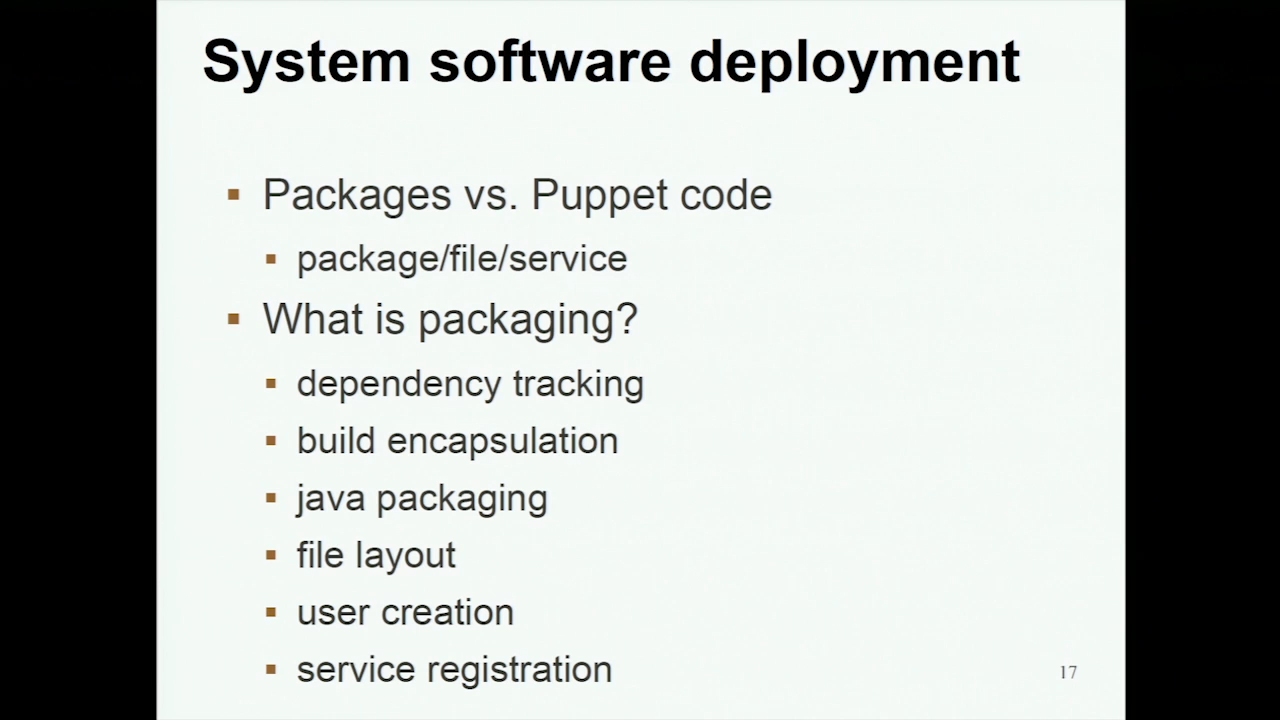 System software deployment
▪ Packages vs. Puppet code
▪ package/file/service
▪ What is packaging?
▪ dependency tracking
▪ build encapsulation
▪ java packaging
▪ file layout
▪ user creation
▪ service registration
17